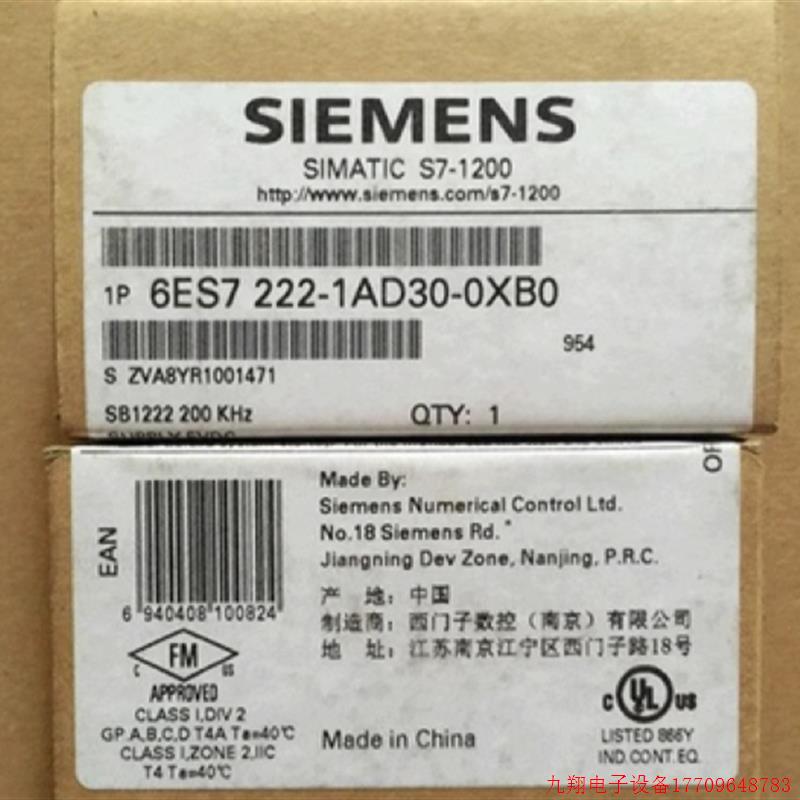 SIEMENS
SIMATIC S7-1200
http://www.siemens.com/s7-1200
1P 6ES7 222-1AD30-0XB0
954
S ZVA8YR1001471
SB1222 200 KHz QTY: 1
SUPPLY 5VDC
OR
EAN
6 940408 100824
Made By:
Siemens Numerical Control Ltd.
No.18 Siemens Rd.
Jiangning Dev Zone, Nanjing, P.R.C.
产 地: 中国
制造商: 西门子数控(南京)有限公司
地 址: 江苏南京江宁区西门子路18号
FM
C US
APPROVED
CLASS I,DIV 2
GP.A,B,C,D T4A Ta=40℃
CLASS I,ZONE 2,IIC
T4 Ta=40℃
Made in China
C UL US
LISTED 866Y
IND.CONT.EQ.
九翔电子设备17709648783